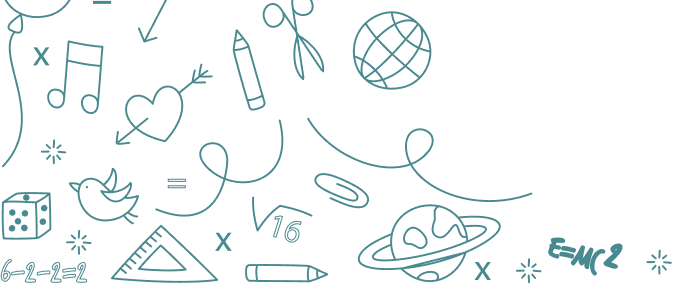 x
=
√16
x
6-2-2=2
x
E=MC2